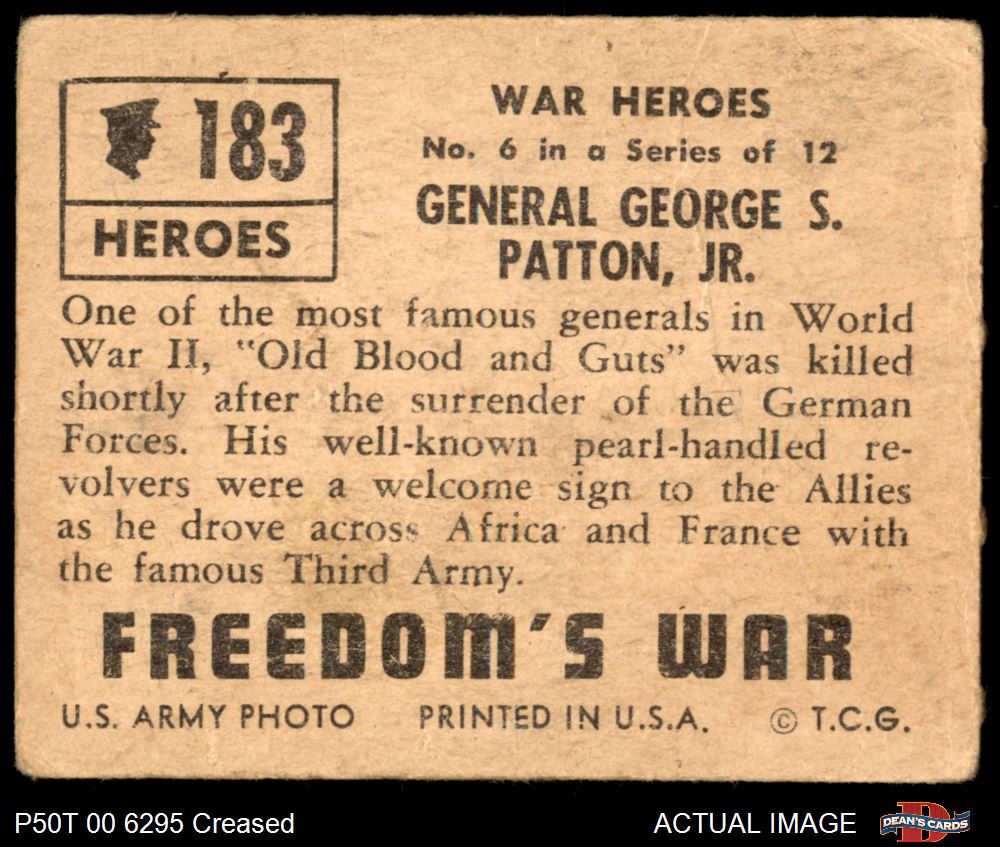 183
HEROES
WAR HEROES
No. 6 in a Series of 12
GENERAL GEORGE S.
PATTON, JR.
One of the most famous generals in World
War II, "Old Blood and Guts" was killed
shortly after the surrender of the German
Forces. His well-known pearl-handled re-
volvers were a welcome sign to the Allies
as he drove across Africa and France with
the famous Third Army.
FREEDOM'S WAR
U.S. ARMY PHOTO PRINTED IN U.S.A. © T.C.G.
P50T 00 6295 Creased ACTUAL IMAGE D DEAN'S CARDS